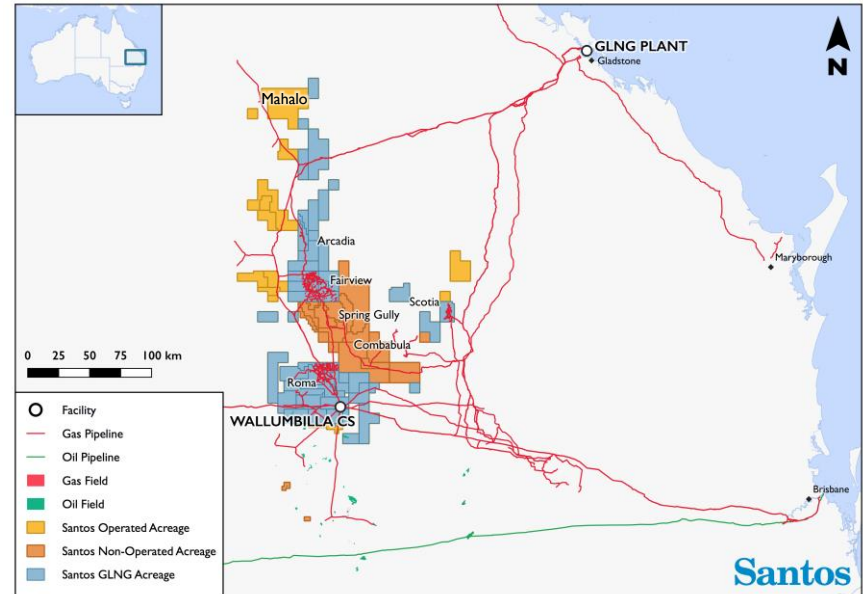 GLNG PLANT
Gladstone
N
Mahalo
Arcadia
Maryborough
Fairview
Scotia
Spring Gully
Combabula
0 25 50 75 100 km
Roma
WALLUMBILLA CS
Facility
Gas Pipeline
Oil Pipeline
Gas Field
Oil Field
Santos Operated Acreage
Santos Non-Operated Acreage
Santos GLNG Acreage
Brisbane
Santos